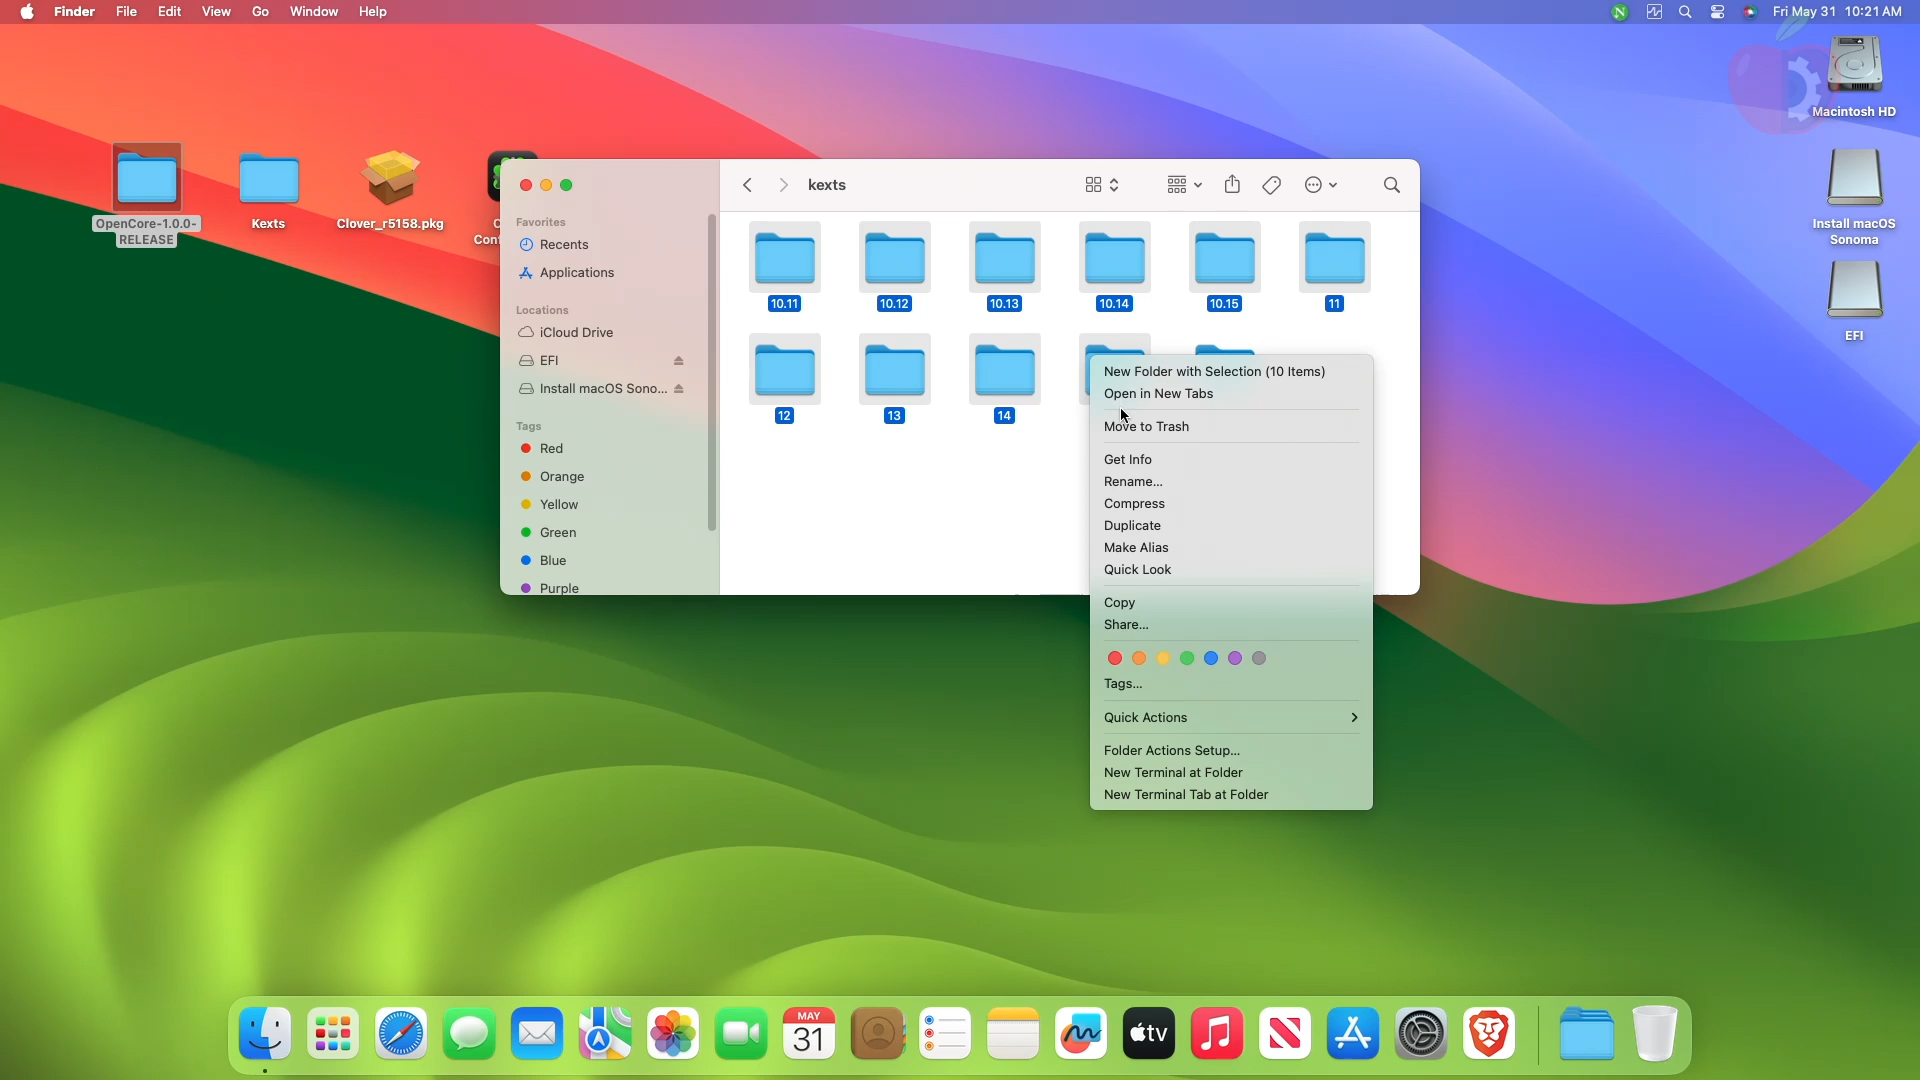 Finder File Edit View Go Window Help
Fri May 31 10:21 AM
Macintosh HD
OpenCore-1.0.0-
RELEASE
Kexts
Clover_r5158.pkg
Install macOS
Sonoma
EFI
kexts
Favorites
Recents
Applications
Locations
iCloud Drive
EFI
Install macOS Sono...
Tags
Red
Orange
Yellow
Green
Blue
Purple
10.11 10.12 10.13 10.14 10.15 11
12 13 14
New Folder with Selection (10 Items)
Open in New Tabs
Move to Trash
Get Info
Rename...
Compress
Duplicate
Make Alias
Quick Look
Copy
Share...
Tags...
Quick Actions
Folder Actions Setup...
New Terminal at Folder
New Terminal Tab at Folder
MAY
31
tv